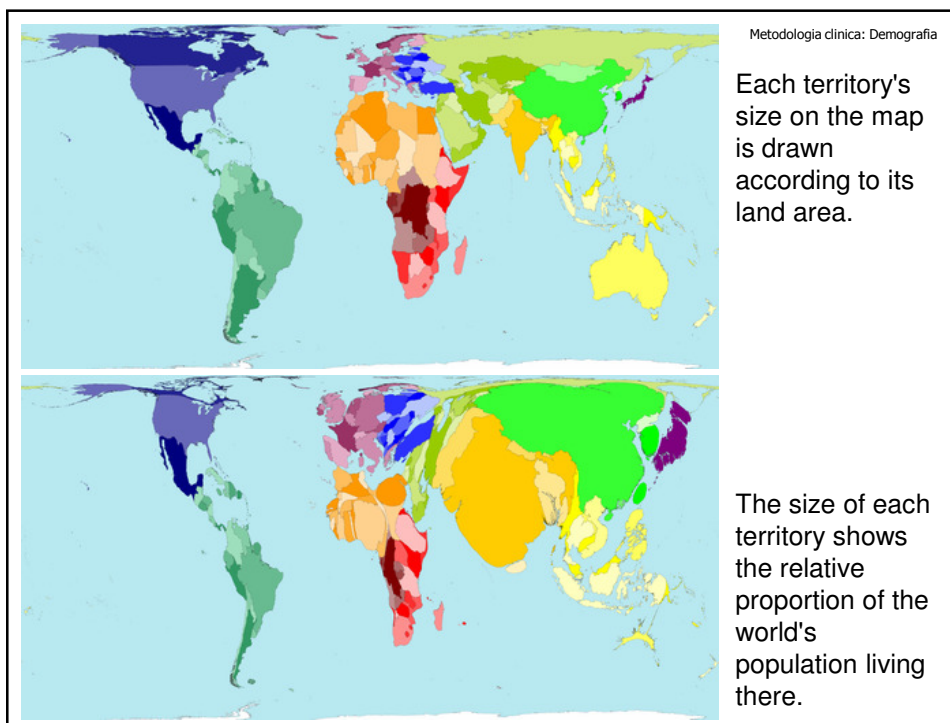 Metodologia clinica: Demografia
Each territory's
size on the map
is drawn
according to its
land area.
The size of each
territory shows
the relative
proportion of the
world's
population living
there.